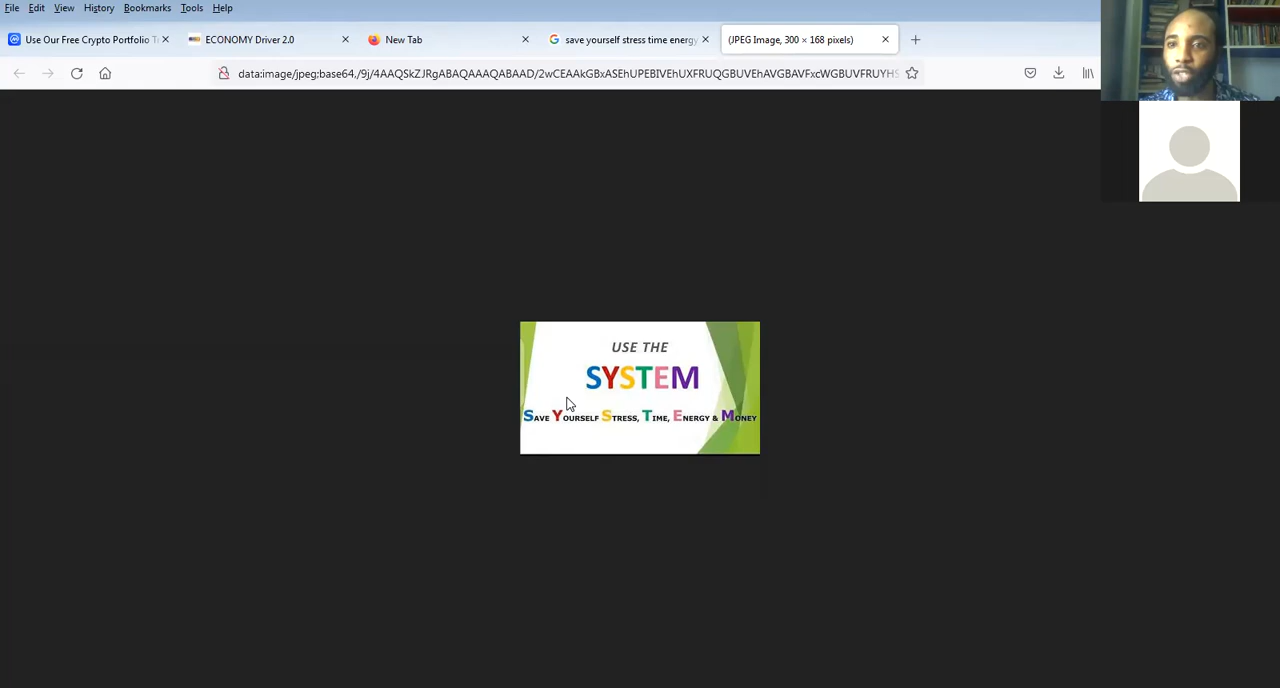 File Edit View History Bookmarks Tools Help
Use Our Free Crypto Portfolio T
ECONOMY Driver 2.0
New Tab
save yourself stress time energy
(JPEG Image, 300 × 168 pixels)
data:image/jpeg;base64,/9j/4AAQSkZJRgABAQAAAQABAAD/2wCEAAkGBxASEhUPEBIVEhUXFRUQGBUVEhAVGBAVFxcWGBUVFRUYHS
USE THE
SYSTEM
SAVE YOURSELF STRESS, TIME, ENERGY & MONEY